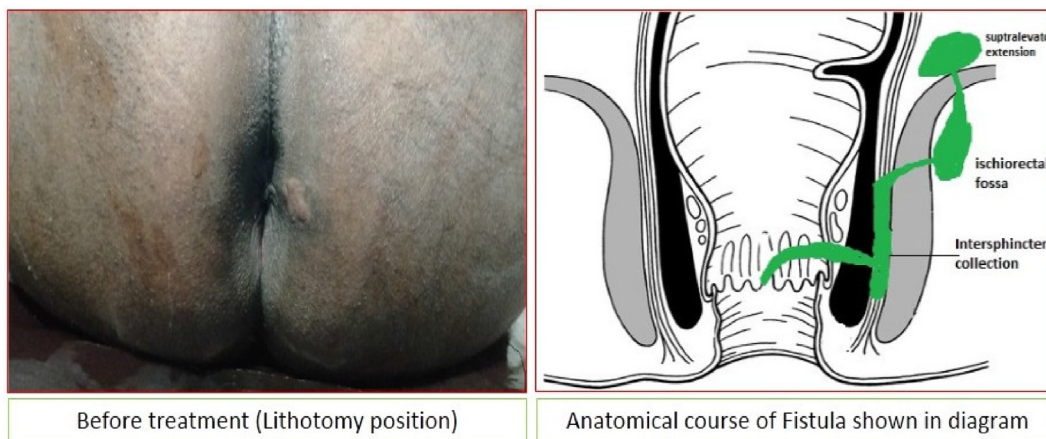 suptralevato
extension
ischiorectal
fossa
Intersphincter
collection
Before treatment (Lithotomy position)
Anatomical course of Fistula shown in diagram